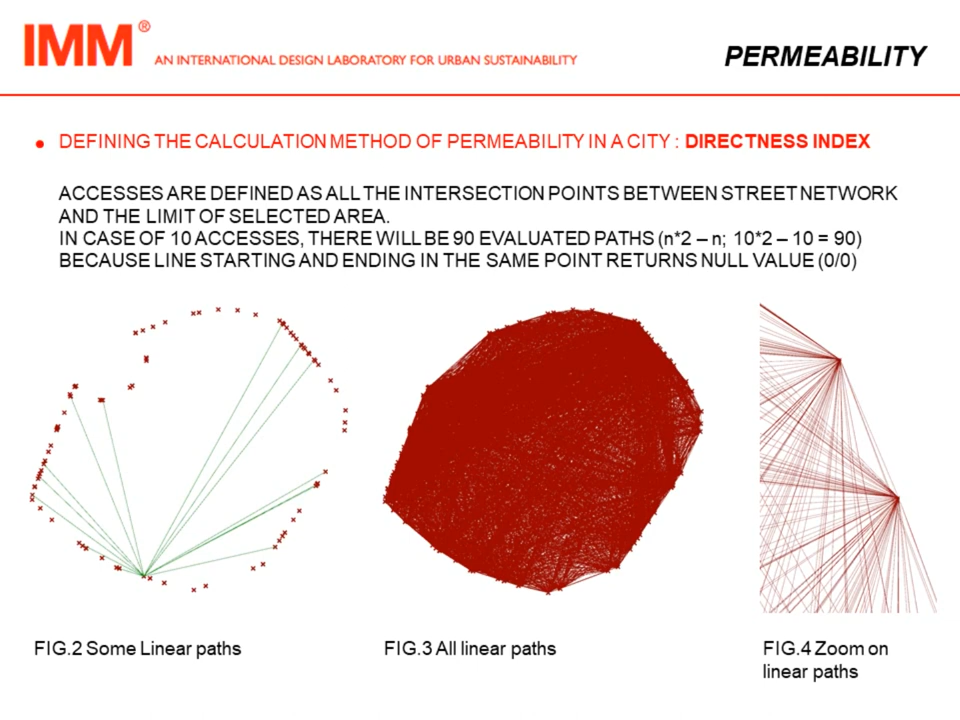 IMM®
AN INTERNATIONAL DESIGN LABORATORY FOR URBAN SUSTAINABILITY
PERMEABILITY
• DEFINING THE CALCULATION METHOD OF PERMEABILITY IN A CITY : DIRECTNESS INDEX
ACCESSES ARE DEFINED AS ALL THE INTERSECTION POINTS BETWEEN STREET NETWORK
AND THE LIMIT OF SELECTED AREA.
IN CASE OF 10 ACCESSES, THERE WILL BE 90 EVALUATED PATHS (n*2 – n; 10*2 – 10 = 90)
BECAUSE LINE STARTING AND ENDING IN THE SAME POINT RETURNS NULL VALUE (0/0)
FIG.2 Some Linear paths
FIG.3 All linear paths
FIG.4 Zoom on
linear paths